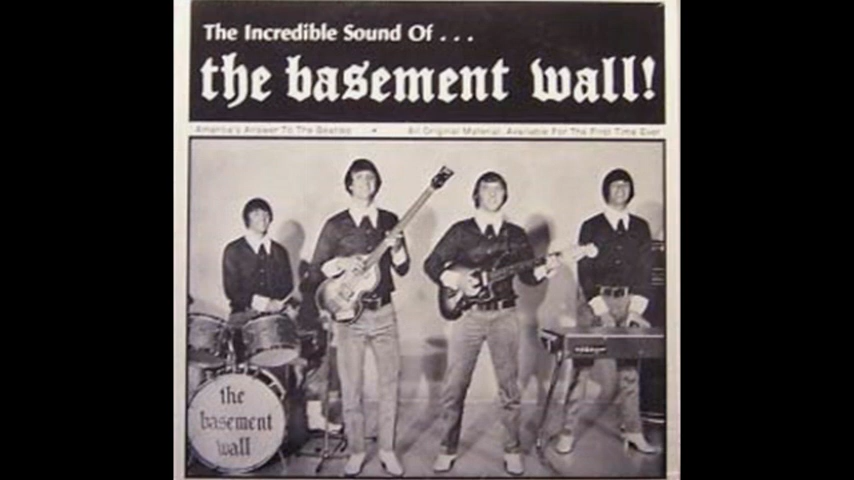 The Incredible Sound Of . . .
the basement wall!
America's Answer To The Beatles • All Original Material, Available For The First Time Ever
the
basement
wall